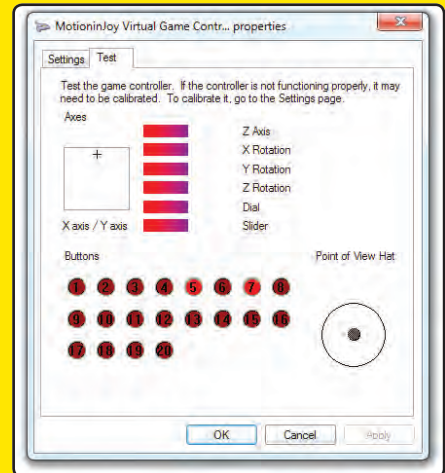 MotioninJoy Virtual Game Contr... properties
Settings Test
Test the game controller. If the controller is not functioning properly, it may
need to be calibrated. To calibrate it, go to the Settings page.
Axes
Z Axis
X Rotation
Y Rotation
Z Rotation
Dial
X axis / Y axis Slider
Buttons Point of View Hat
1 2 3 4 5 6 7 8
9 10 11 12 13 14 15 16
17 18 19 20
OK Cancel Apply